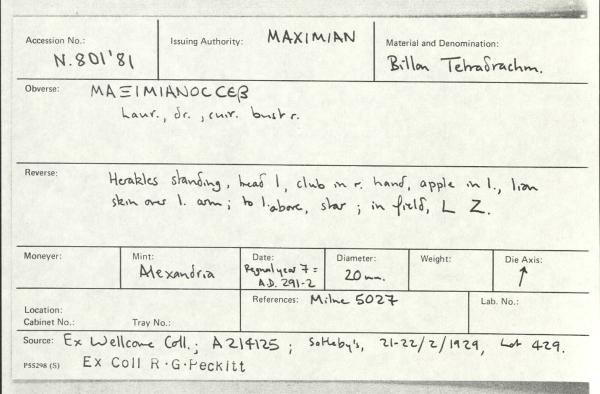 Accession No.: N.801'81
Issuing Authority: MAXIMIAN
Material and Denomination: Billon Tetradrachm.
Obverse: MAΞIMIANOCCEB
Laur., dr., cuir. bust r.
Reverse: Herakles standing, head l, club in r. hand, apple in l., lion
skin over l. arm; to l. above, star; in field, L Z.
Moneyer:
Mint: Alexandria
Date: Regnal year 7 =
A.D. 291-2
Diameter: 20 mm.
Weight:
Die Axis: ↑
Location:
Cabinet No.: Tray No.:
References: Milne 5027
Lab. No.:
Source: Ex Wellcome Coll.; A214125; Sotheby's, 21-22/2/1929, Lot 429.
P55298 (S) Ex Coll R·G·Peckitt